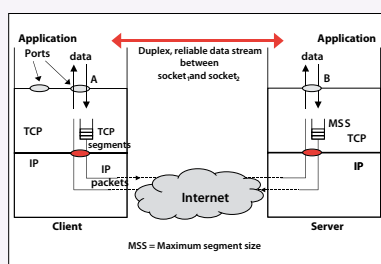 Application
Duplex, reliable data stream
between
socket₁and socket₂
Application
Ports
data
A
data
B
TCP
TCP
segments
MSS
TCP
IP
IP
packets
IP
Internet
Client
Server
MSS = Maximum segment size